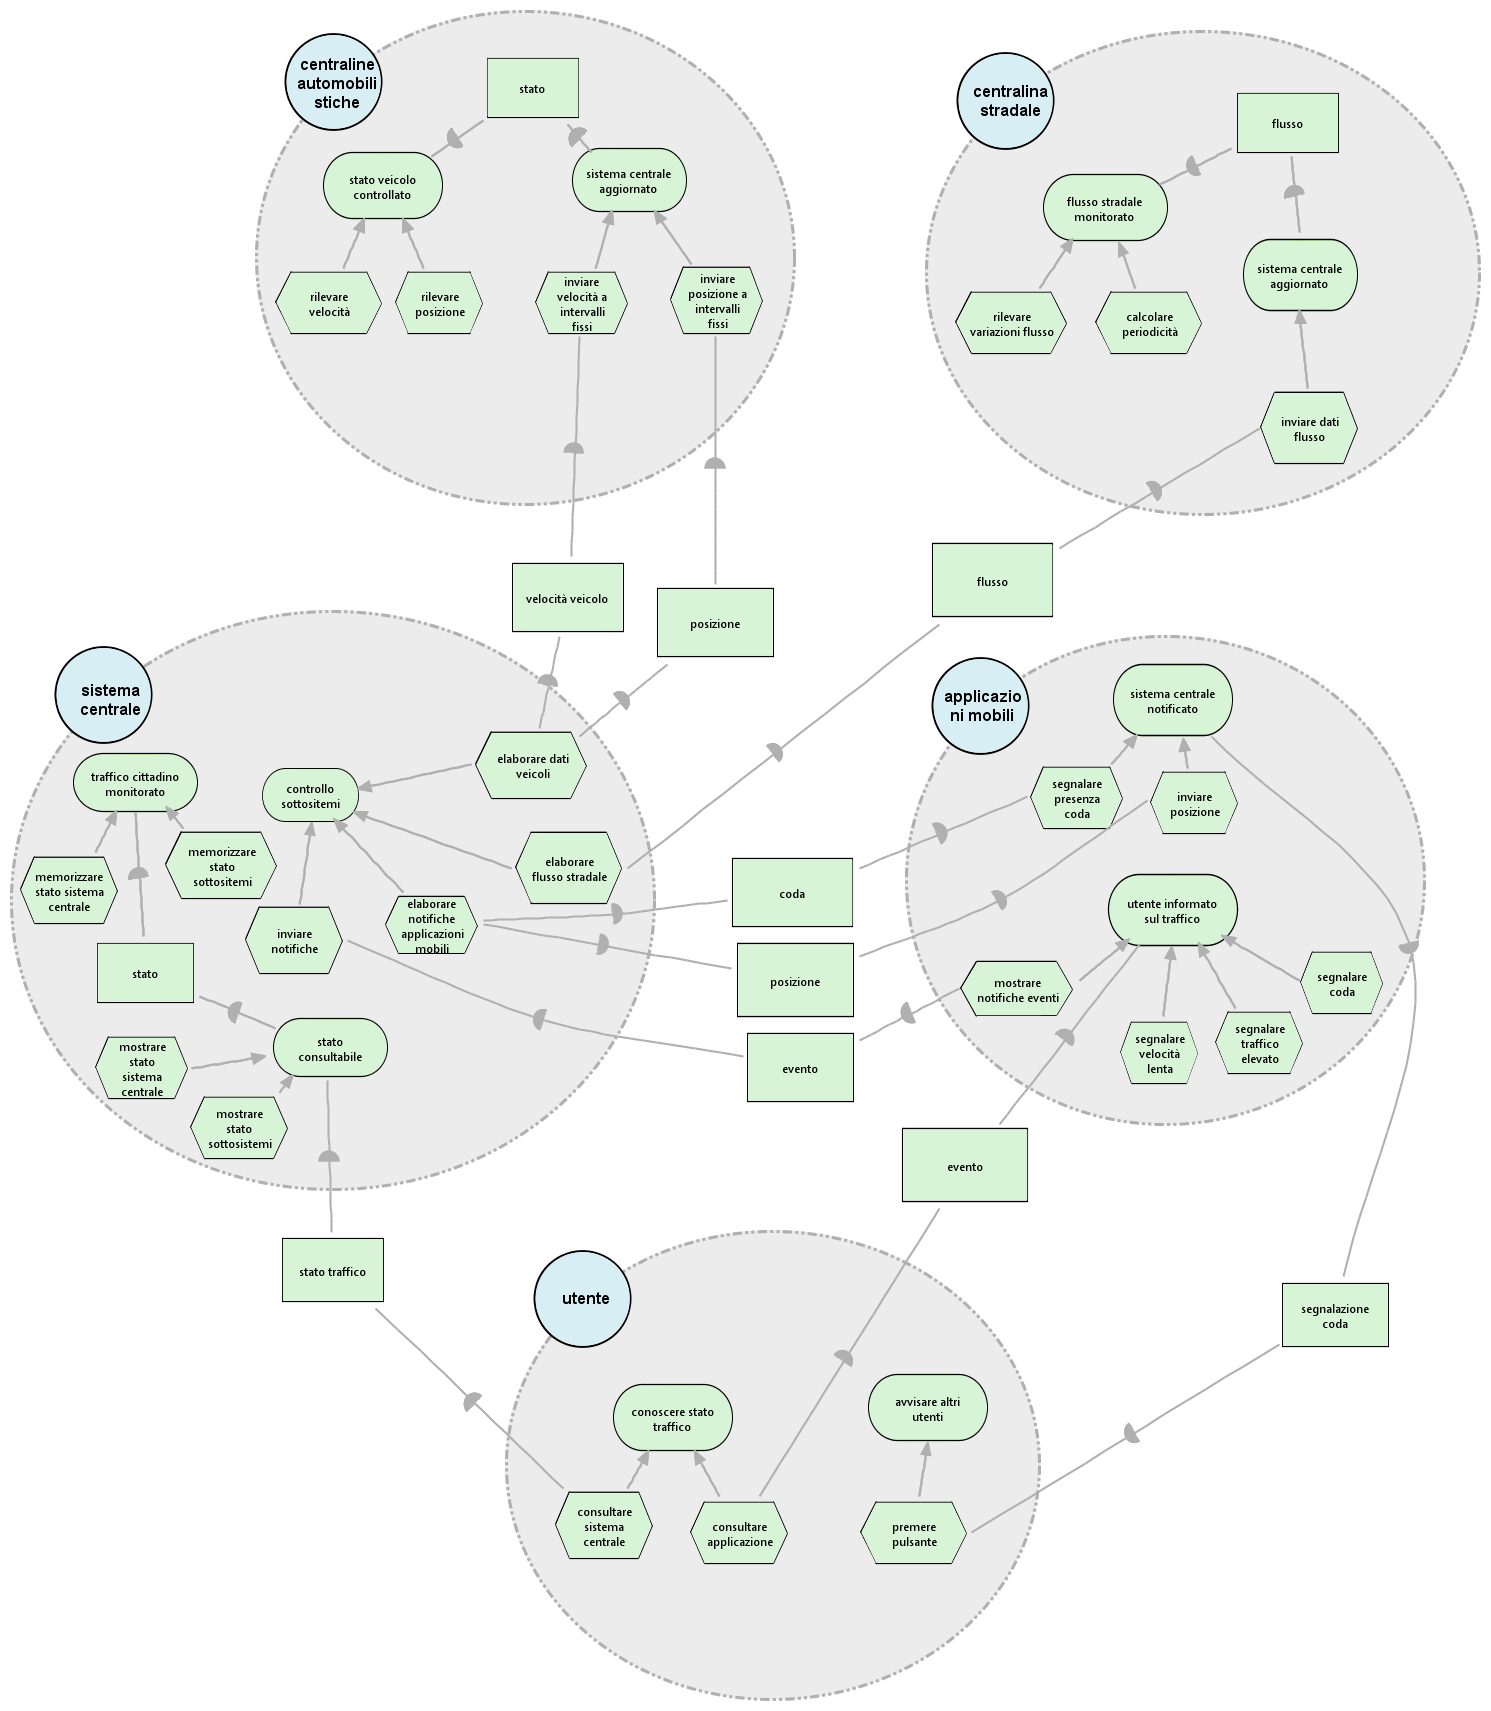 centraline
automobili
stiche
stato
stato veicolo
controllato
sistema centrale
aggiornato
rilevare
velocità
rilevare
posizione
inviare
velocità a
intervalli
fissi
inviare
posizione a
intervalli
fissi
centralina
stradale
flusso
flusso stradale
monitorato
sistema centrale
aggiornato
rilevare
variazioni flusso
calcolare
periodicità
inviare dati
flusso
velocità veicolo
posizione
flusso
sistema
centrale
traffico cittadino
monitorato
controllo
sottositemi
elaborare dati
veicoli
memorizzare
stato sistema
centrale
memorizzare
stato
sottositemi
elaborare
flusso stradale
inviare
notifiche
elaborare
notifiche
applicazioni
mobili
stato
stato
consultabile
mostrare
stato
sistema
centrale
mostrare
stato
sottosistemi
coda
posizione
evento
applicazio
ni mobili
sistema centrale
notificato
segnalare
presenza
coda
inviare
posizione
utente informato
sul traffico
mostrare
notifiche eventi
segnalare
velocità
lenta
segnalare
traffico
elevato
segnalare
coda
evento
stato traffico
segnalazione
coda
utente
conoscere stato
traffico
avvisare altri
utenti
consultare
sistema
centrale
consultare
applicazione
premere
pulsante